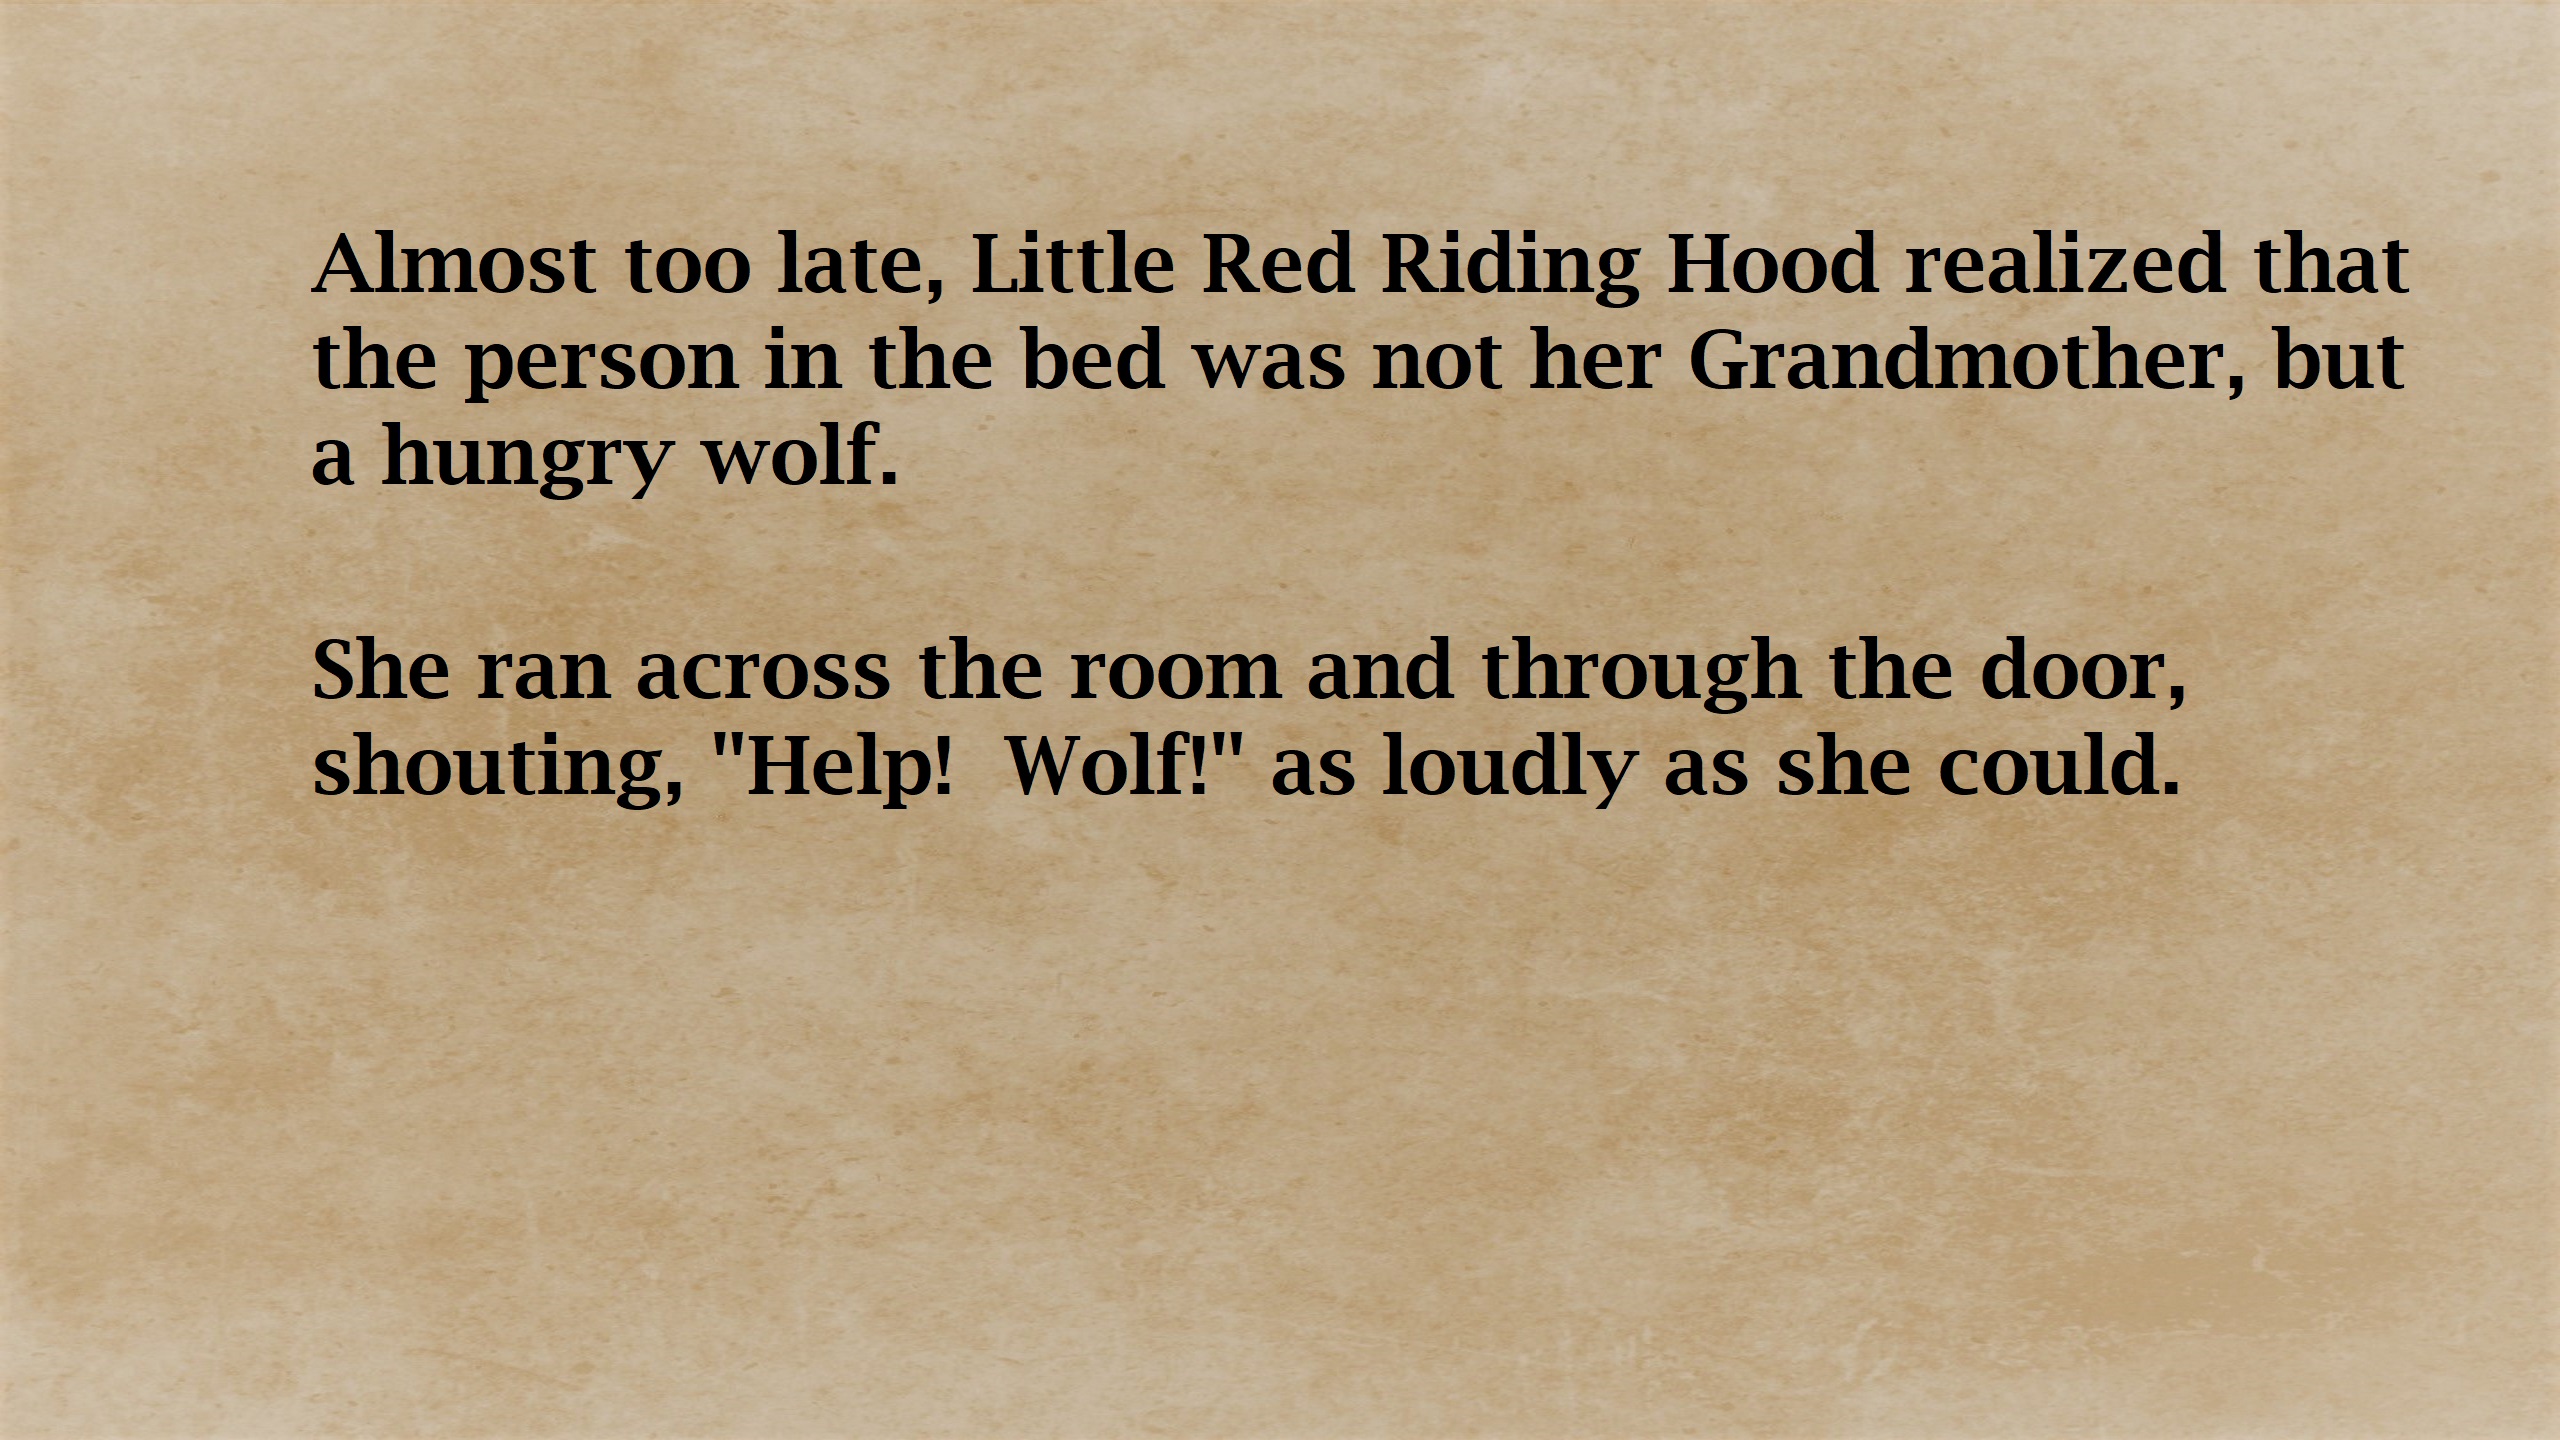 Almost too late, Little Red Riding Hood realized that
the person in the bed was not her Grandmother, but
a hungry wolf.
She ran across the room and through the door,
shouting, "Help!  Wolf!" as loudly as she could.